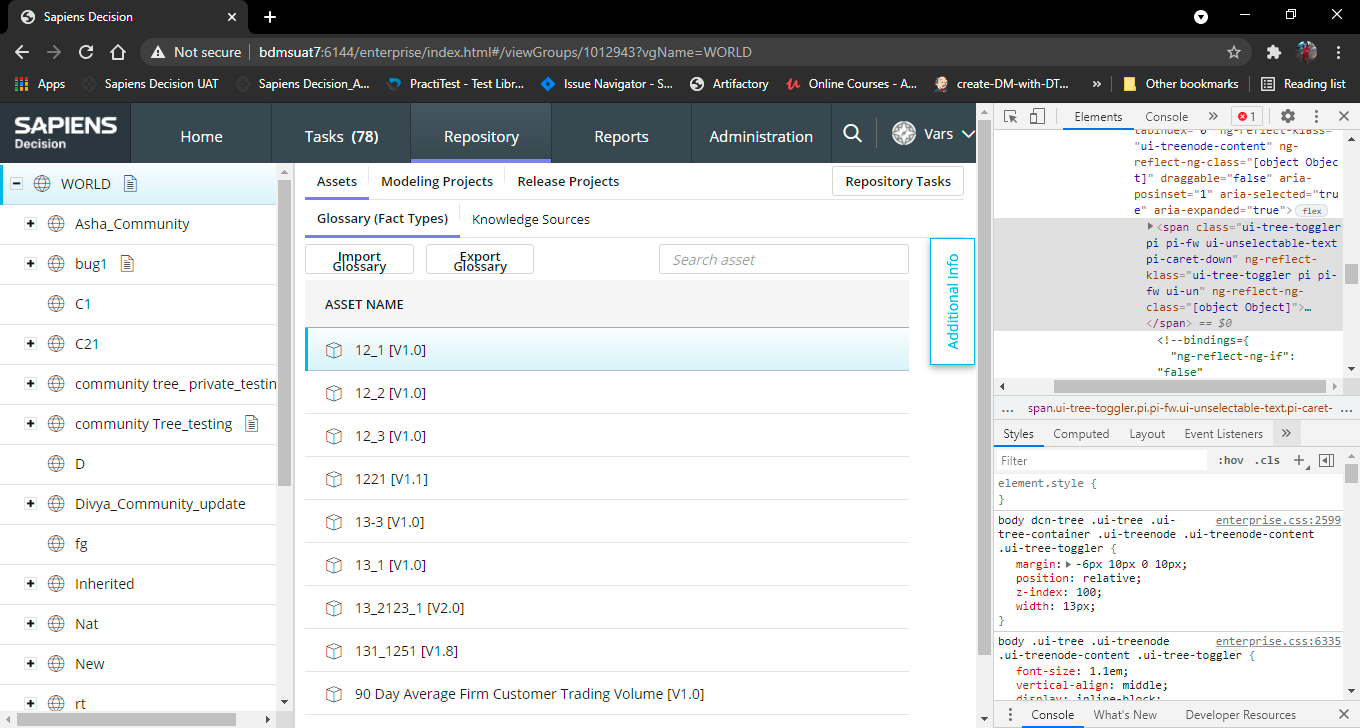 Sapiens Decision
Not secure bdmsuat7:6144/enterprise/index.html#/viewGroups/1012943?vgName=WORLD
Apps Sapiens Decision UAT Sapiens Decision_A... PractiTest - Test Libr... Issue Navigator - S... Artifactory Online Courses - A... create-DM-with-DT... » Other bookmarks Reading list
SAPIENS
Decision
Home Tasks (78) Repository Reports Administration Vars
WORLD
Asha_Community
bug1
C1
C21
community tree_ private_testin
community Tree_testing
D
Divya_Community_update
fg
Inherited
Nat
New
rt
Assets Modeling Projects Release Projects Repository Tasks
Glossary (Fact Types) Knowledge Sources
Import
Glossary
Export
Glossary
Search asset
Additional Info
ASSET NAME
12_1 [V1.0]
12_2 [V1.0]
12_3 [V1.0]
1221 [V1.1]
13-3 [V1.0]
13_1 [V1.0]
13_2123_1 [V2.0]
131_1251 [V1.8]
90 Day Average Firm Customer Trading Volume [V1.0]
Elements Console » 1
tabindex="0" ng-reflect-klass=
"ui-treenode-content" ng-
reflect-ng-class="[object Objec
t]" draggable="false" aria-
posinset="1" aria-selected="tru
e" aria-expanded="true"> flex
<span class="ui-tree-toggler
pi pi-fw ui-unselectable-text
pi-caret-down" ng-reflect-
klass="ui-tree-toggler pi pi-
fw ui-un" ng-reflect-ng-
class="[object Object]">…
</span> == $0
<!--bindings={
"ng-reflect-ng-if":
"false"
... span.ui-tree-toggler.pi.pi-fw.ui-unselectable-text.pi-caret- ...
Styles Computed Layout Event Listeners »
Filter :hov .cls +
element.style {
}
body dcn-tree .ui-tree .ui- enterprise.css:2599
tree-container .ui-treenode .ui-treenode-content
.ui-tree-toggler {
margin: -6px 10px 0 10px;
position: relative;
z-index: 100;
width: 13px;
}
body .ui-tree .ui-treenode enterprise.css:6335
.ui-treenode-content .ui-tree-toggler {
font-size: 1.1em;
vertical-align: middle;
display: inline-block;
Console What's New Developer Resources